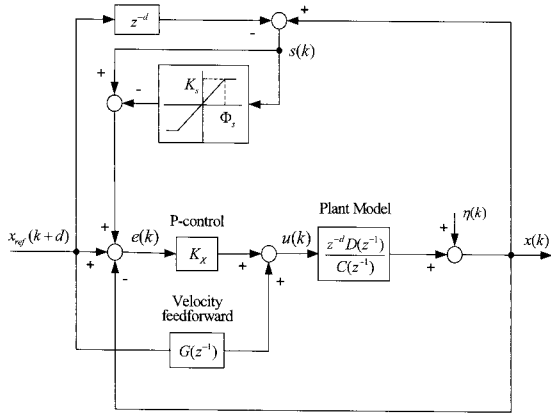 z^{-d}
+
-
+
s(k)
+
-
K_s
Φ_s
x_{ref}(k+d)
+
+
-
e(k)
P-control
K_X
+
+
u(k)
Plant Model
z^{-d} D(z^{-1})
C(z^{-1})
+
+
η(k)
x(k)
Velocity
feedforward
G(z^{-1})